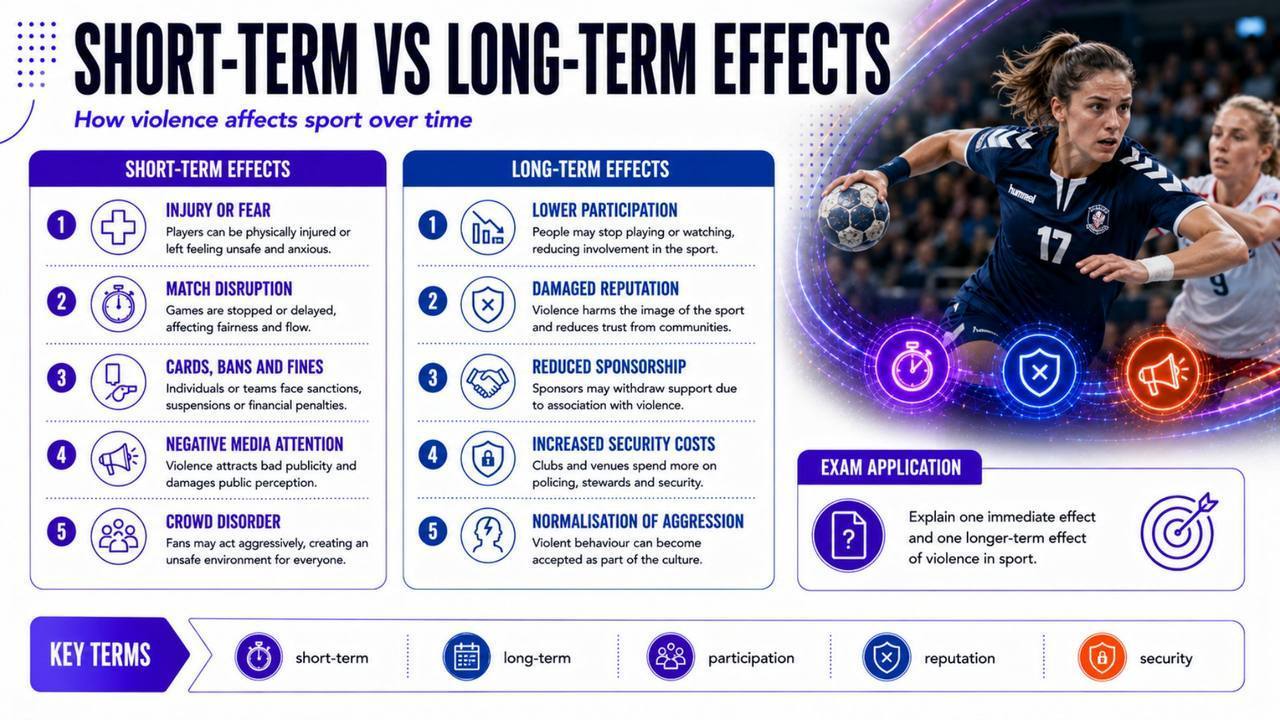 SHORT-TERM VS LONG-TERM EFFECTS
How violence affects sport over time
SHORT-TERM EFFECTS
1
INJURY OR FEAR
Players can be physically injured or
left feeling unsafe and anxious.
2
MATCH DISRUPTION
Games are stopped or delayed,
affecting fairness and flow.
3
CARDS, BANS AND FINES
Individuals or teams face sanctions,
suspensions or financial penalties.
4
NEGATIVE MEDIA ATTENTION
Violence attracts bad publicity and
damages public perception.
5
CROWD DISORDER
Fans may act aggressively, creating an
unsafe environment for everyone.
LONG-TERM EFFECTS
1
LOWER PARTICIPATION
People may stop playing or watching,
reducing involvement in the sport.
2
DAMAGED REPUTATION
Violence harms the image of the sport
and reduces trust from communities.
3
REDUCED SPONSORSHIP
Sponsors may withdraw support due
to association with violence.
4
INCREASED SECURITY COSTS
Clubs and venues spend more on
policing, stewards and security.
5
NORMALISATION OF AGGRESSION
Violent behaviour can become
accepted as part of the culture.
hummel
17
9
EXAM APPLICATION
?
Explain one immediate effect
and one longer-term effect
of violence in sport.
KEY TERMS
short-term
long-term
participation
reputation
security